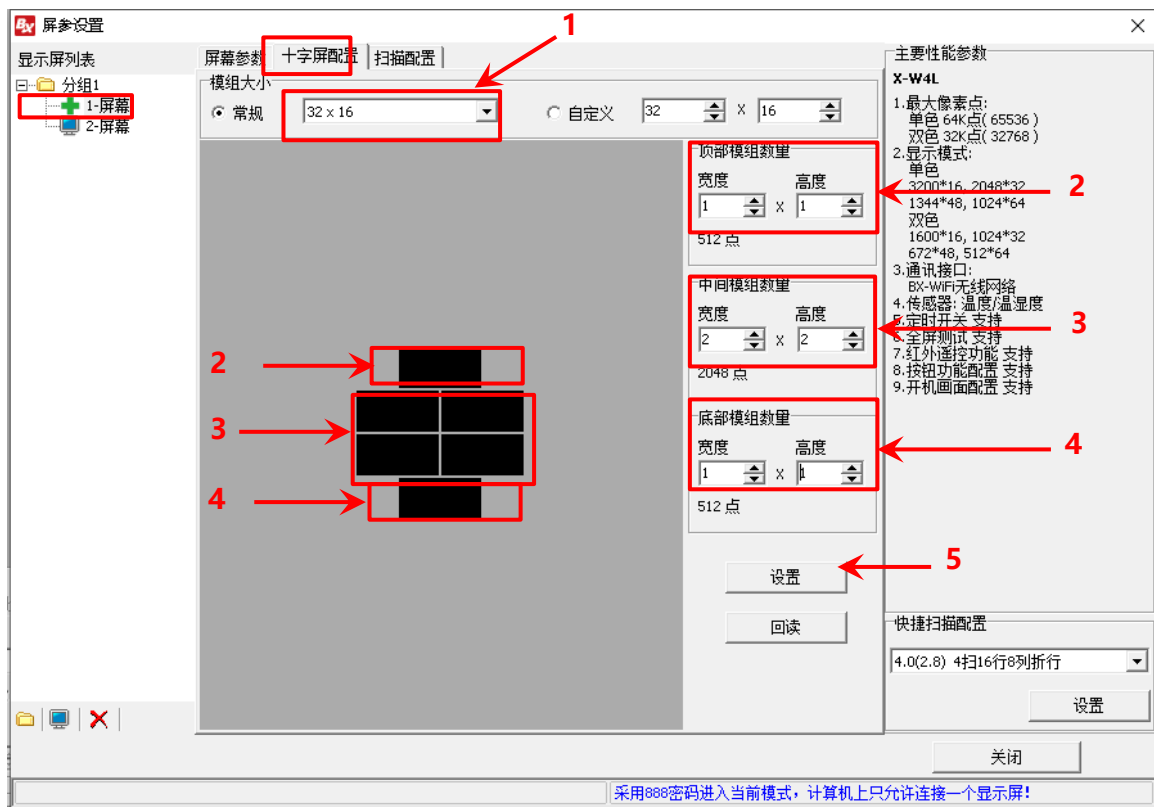 BX 屏参设置
1
显示屏列表
分组1
1-屏幕
2-屏幕
屏幕参数 十字屏配置 扫描配置
模组大小
常规 32 x 16 自定义 32 X 16
顶部模组数量
宽度 高度
1 x 1
512 点
2
中间模组数量
宽度 高度
2 x 2
2048 点
3
底部模组数量
宽度 高度
1 x 1
512 点
4
2
3
4
设置
5
回读
主要性能参数
X-W4L
1.最大像素点:
单色 64K点( 65536 )
双色 32K点( 32768 )
2.显示模式:
单色
3200*16, 2048*32
1344*48, 1024*64
双色
1600*16, 1024*32
672*48, 512*64
3.通讯接口:
BX-WiFi无线网络
4.传感器: 温度/温湿度
5.定时开关 支持
6.全屏测试 支持
7.红外遥控功能 支持
8.按钮功能配置 支持
9.开机画面配置 支持
快捷扫描配置
4.0(2.8) 4扫16行8列折行
设置
关闭
采用888密码进入当前模式，计算机上只允许连接一个显示屏!